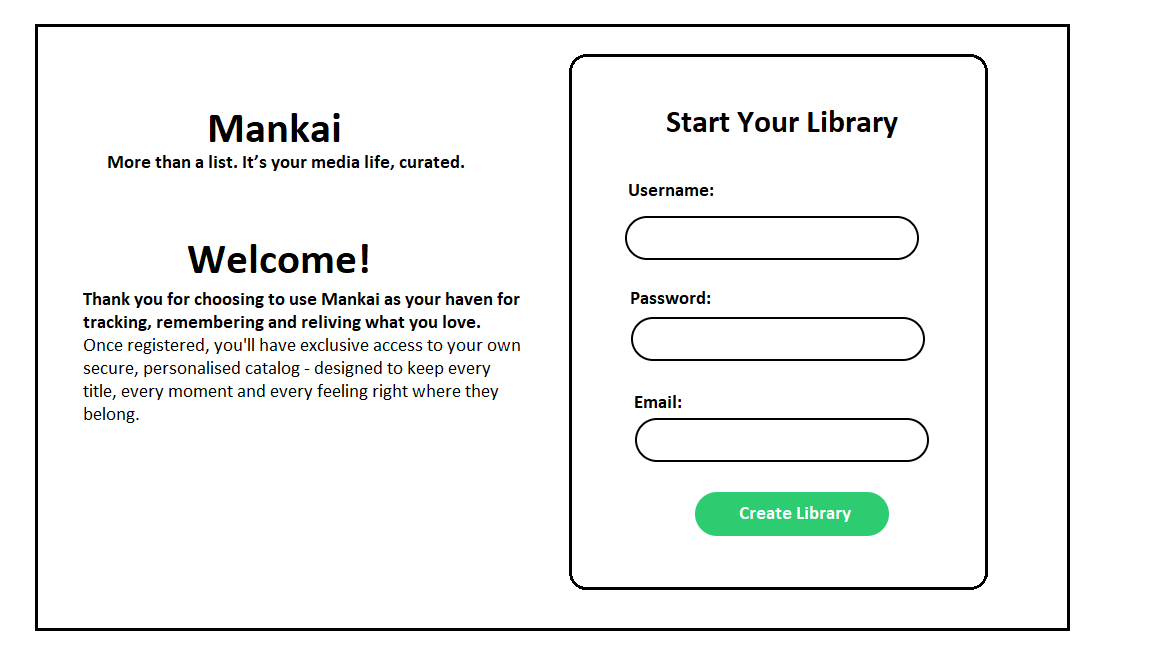 Mankai
More than a list. It’s your media life, curated.
Welcome!
Thank you for choosing to use Mankai as your haven for
tracking, remembering and reliving what you love.
Once registered, you'll have exclusive access to your own
secure, personalised catalog - designed to keep every
title, every moment and every feeling right where they
belong.
Start Your Library
Username:
Password:
Email:
Create Library